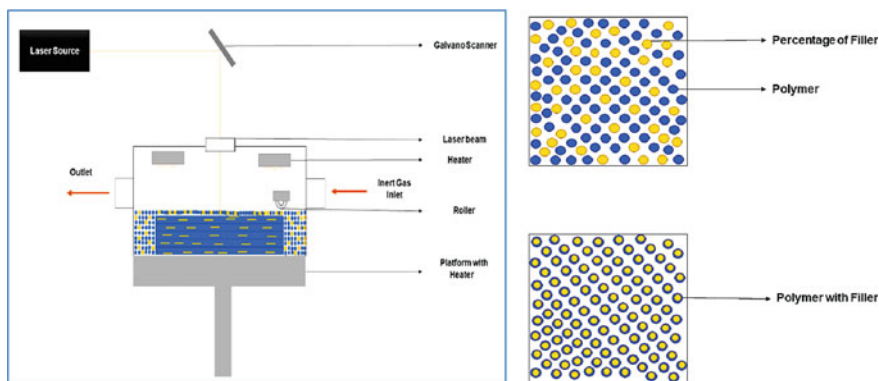 Laser Source
Galvano Scanner
Laser beam
Heater
Outlet
Inert Gas
Inlet
Roller
Platform with
Heater
Percentage of Filler
Polymer
Polymer with Filler